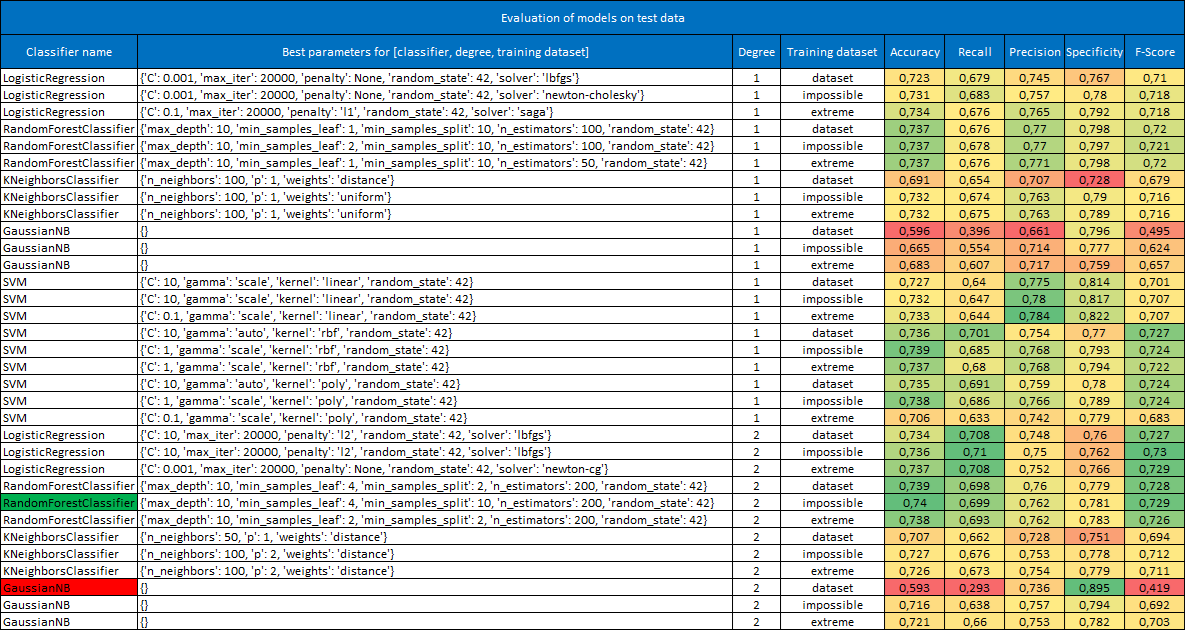 Evaluation of models on test data
Classifier name Best parameters for [classifier, degree, training dataset] Degree Training dataset Accuracy Recall Precision Specificity F-Score
LogisticRegression {'C': 0.001, 'max_iter': 20000, 'penalty': None, 'random_state': 42, 'solver': 'lbfgs'} 1 dataset 0,723 0,679 0,745 0,767 0,71
LogisticRegression {'C': 0.001, 'max_iter': 20000, 'penalty': None, 'random_state': 42, 'solver': 'newton-cholesky'} 1 impossible 0,731 0,683 0,757 0,78 0,718
LogisticRegression {'C': 0.1, 'max_iter': 20000, 'penalty': 'l1', 'random_state': 42, 'solver': 'saga'} 1 extreme 0,734 0,676 0,765 0,792 0,718
RandomForestClassifier {'max_depth': 10, 'min_samples_leaf': 1, 'min_samples_split': 10, 'n_estimators': 100, 'random_state': 42} 1 dataset 0,737 0,676 0,77 0,798 0,72
RandomForestClassifier {'max_depth': 10, 'min_samples_leaf': 2, 'min_samples_split': 10, 'n_estimators': 100, 'random_state': 42} 1 impossible 0,737 0,678 0,77 0,797 0,721
RandomForestClassifier {'max_depth': 10, 'min_samples_leaf': 1, 'min_samples_split': 10, 'n_estimators': 50, 'random_state': 42} 1 extreme 0,737 0,676 0,771 0,798 0,72
KNeighborsClassifier {'n_neighbors': 100, 'p': 1, 'weights': 'distance'} 1 dataset 0,691 0,654 0,707 0,728 0,679
KNeighborsClassifier {'n_neighbors': 100, 'p': 1, 'weights': 'uniform'} 1 impossible 0,732 0,674 0,763 0,79 0,716
KNeighborsClassifier {'n_neighbors': 100, 'p': 1, 'weights': 'uniform'} 1 extreme 0,732 0,675 0,763 0,789 0,716
GaussianNB {} 1 dataset 0,596 0,396 0,661 0,796 0,495
GaussianNB {} 1 impossible 0,665 0,554 0,714 0,777 0,624
GaussianNB {} 1 extreme 0,683 0,607 0,717 0,759 0,657
SVM {'C': 10, 'gamma': 'scale', 'kernel': 'linear', 'random_state': 42} 1 dataset 0,727 0,64 0,775 0,814 0,701
SVM {'C': 10, 'gamma': 'scale', 'kernel': 'linear', 'random_state': 42} 1 impossible 0,732 0,647 0,78 0,817 0,707
SVM {'C': 0.1, 'gamma': 'scale', 'kernel': 'linear', 'random_state': 42} 1 extreme 0,733 0,644 0,784 0,822 0,707
SVM {'C': 10, 'gamma': 'auto', 'kernel': 'rbf', 'random_state': 42} 1 dataset 0,736 0,701 0,754 0,77 0,727
SVM {'C': 1, 'gamma': 'scale', 'kernel': 'rbf', 'random_state': 42} 1 impossible 0,739 0,685 0,768 0,793 0,724
SVM {'C': 1, 'gamma': 'scale', 'kernel': 'rbf', 'random_state': 42} 1 extreme 0,737 0,68 0,768 0,794 0,722
SVM {'C': 10, 'gamma': 'auto', 'kernel': 'poly', 'random_state': 42} 1 dataset 0,735 0,691 0,759 0,78 0,724
SVM {'C': 1, 'gamma': 'scale', 'kernel': 'poly', 'random_state': 42} 1 impossible 0,738 0,686 0,766 0,789 0,724
SVM {'C': 0.1, 'gamma': 'scale', 'kernel': 'poly', 'random_state': 42} 1 extreme 0,706 0,633 0,742 0,779 0,683
LogisticRegression {'C': 10, 'max_iter': 20000, 'penalty': 'l2', 'random_state': 42, 'solver': 'lbfgs'} 2 dataset 0,734 0,708 0,748 0,76 0,727
LogisticRegression {'C': 10, 'max_iter': 20000, 'penalty': 'l2', 'random_state': 42, 'solver': 'lbfgs'} 2 impossible 0,736 0,71 0,75 0,762 0,73
LogisticRegression {'C': 0.001, 'max_iter': 20000, 'penalty': None, 'random_state': 42, 'solver': 'newton-cg'} 2 extreme 0,737 0,708 0,752 0,766 0,729
RandomForestClassifier {'max_depth': 10, 'min_samples_leaf': 4, 'min_samples_split': 2, 'n_estimators': 200, 'random_state': 42} 2 dataset 0,739 0,698 0,76 0,779 0,728
RandomForestClassifier {'max_depth': 10, 'min_samples_leaf': 4, 'min_samples_split': 10, 'n_estimators': 200, 'random_state': 42} 2 impossible 0,74 0,699 0,762 0,781 0,729
RandomForestClassifier {'max_depth': 10, 'min_samples_leaf': 2, 'min_samples_split': 2, 'n_estimators': 200, 'random_state': 42} 2 extreme 0,738 0,693 0,762 0,783 0,726
KNeighborsClassifier {'n_neighbors': 50, 'p': 1, 'weights': 'distance'} 2 dataset 0,707 0,662 0,728 0,751 0,694
KNeighborsClassifier {'n_neighbors': 100, 'p': 2, 'weights': 'distance'} 2 impossible 0,727 0,676 0,753 0,778 0,712
KNeighborsClassifier {'n_neighbors': 100, 'p': 2, 'weights': 'distance'} 2 extreme 0,726 0,673 0,754 0,779 0,711
GaussianNB {} 2 dataset 0,593 0,293 0,736 0,895 0,419
GaussianNB {} 2 impossible 0,716 0,638 0,757 0,794 0,692
GaussianNB {} 2 extreme 0,721 0,66 0,753 0,782 0,703